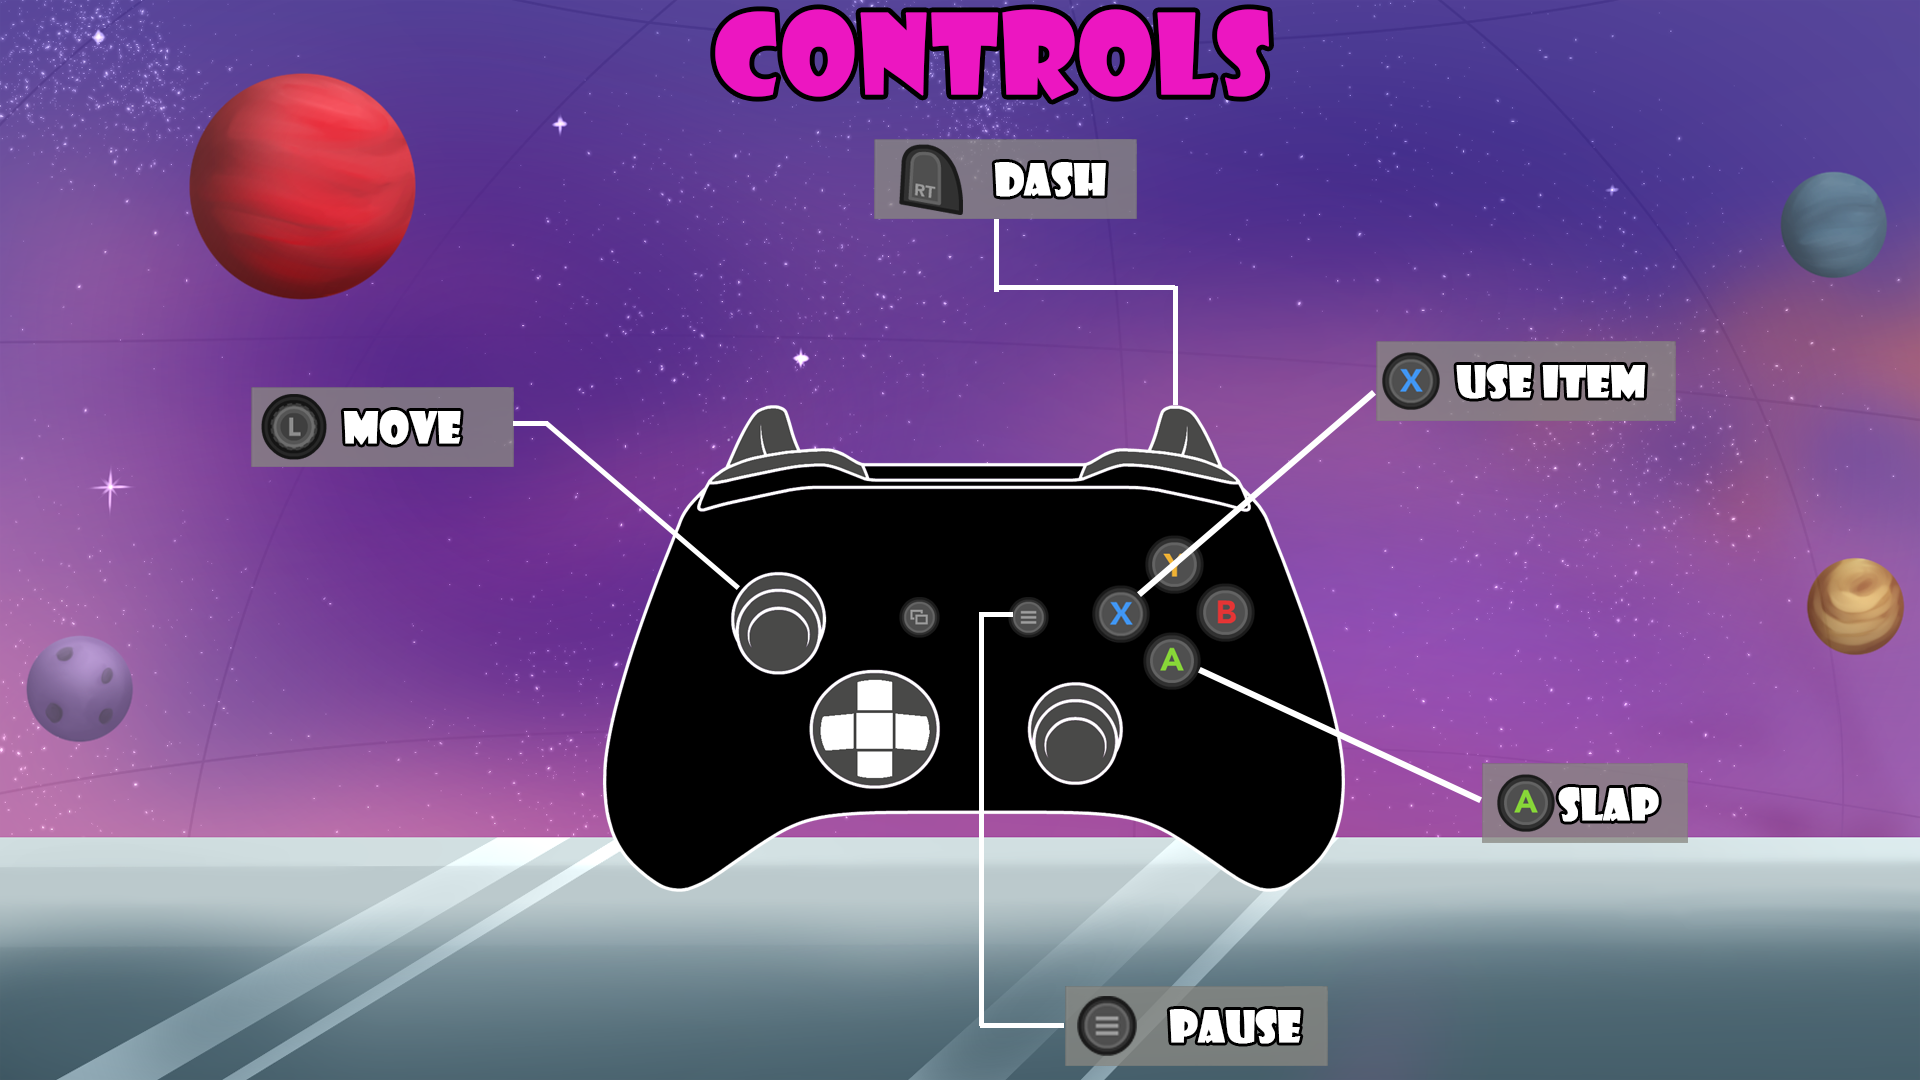 CONTROLS
RT DASH
X USE ITEM
L MOVE
Y
X B
A
A SLAP
PAUSE